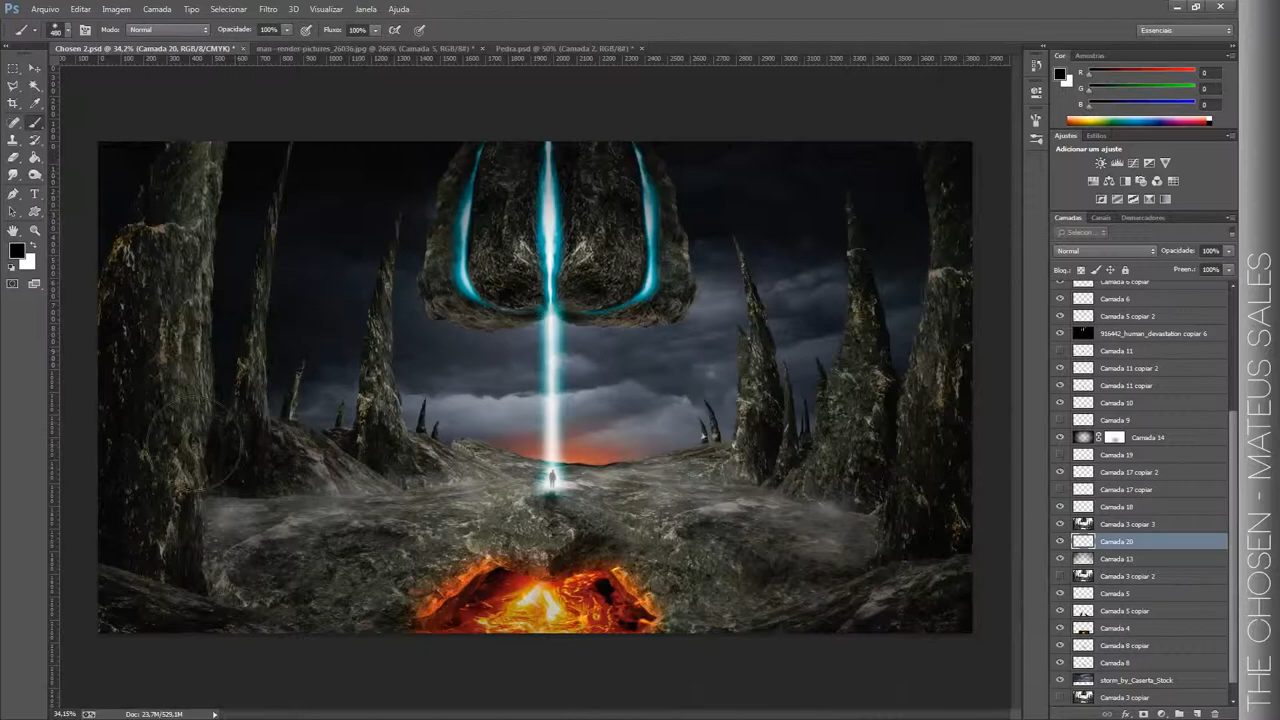 Ps Arquivo Editar Imagem Camada Tipo Selecionar Filtro 3D Visualizar Janela Ajuda
480 Modo: Normal Opacidade: 100% Fluxo: 100% Essenciais
Chosen 2.psd @ 34,2% (Camada 20, RGB/8/CMYK) * × man-render-pictures_26036.jpg @ 266% (Camada 5, RGB/8#) * × Pedra.psd @ 50% (Camada 2, RGB/8#) * ×
Cor Amostras
R 0
G 0
B 0
Ajustes Estilos
Adicionar um ajuste
Camadas Canais Demarcadores
Selecion...
Normal Opacidade: 100%
Bloq.: Preen.: 100%
Camada 6 copiar
Camada 6
Camada 5 copiar 2
916442_human_devastation copiar 6
Camada 11
Camada 11 copiar 2
Camada 11 copiar
Camada 10
Camada 9
Camada 14
Camada 19
Camada 17 copiar 2
Camada 17 copiar
Camada 18
Camada 3 copiar 3
Camada 20
Camada 13
Camada 3 copiar 2
Camada 5
Camada 5 copiar
Camada 4
Camada 8 copiar
Camada 8
storm_by_Caserta_Stock
Camada 3 copiar
34,15% Doc: 23,7M/529,1M
THE CHOSEN - MATEUS SALES